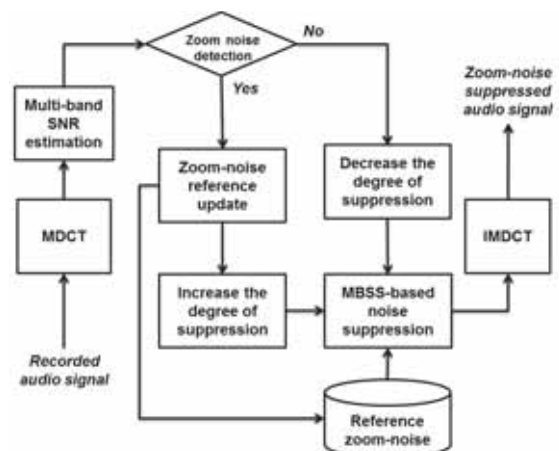 Zoom noise
detection
No
Yes
Zoom-noise
suppressed
audio signal
Multi-band
SNR
estimation
Zoom-noise
reference
update
Decrease the
degree of
suppression
MDCT
IMDCT
Increase the
degree of
suppression
MBSS-based
noise
suppression
Recorded
audio signal
Reference
zoom-noise